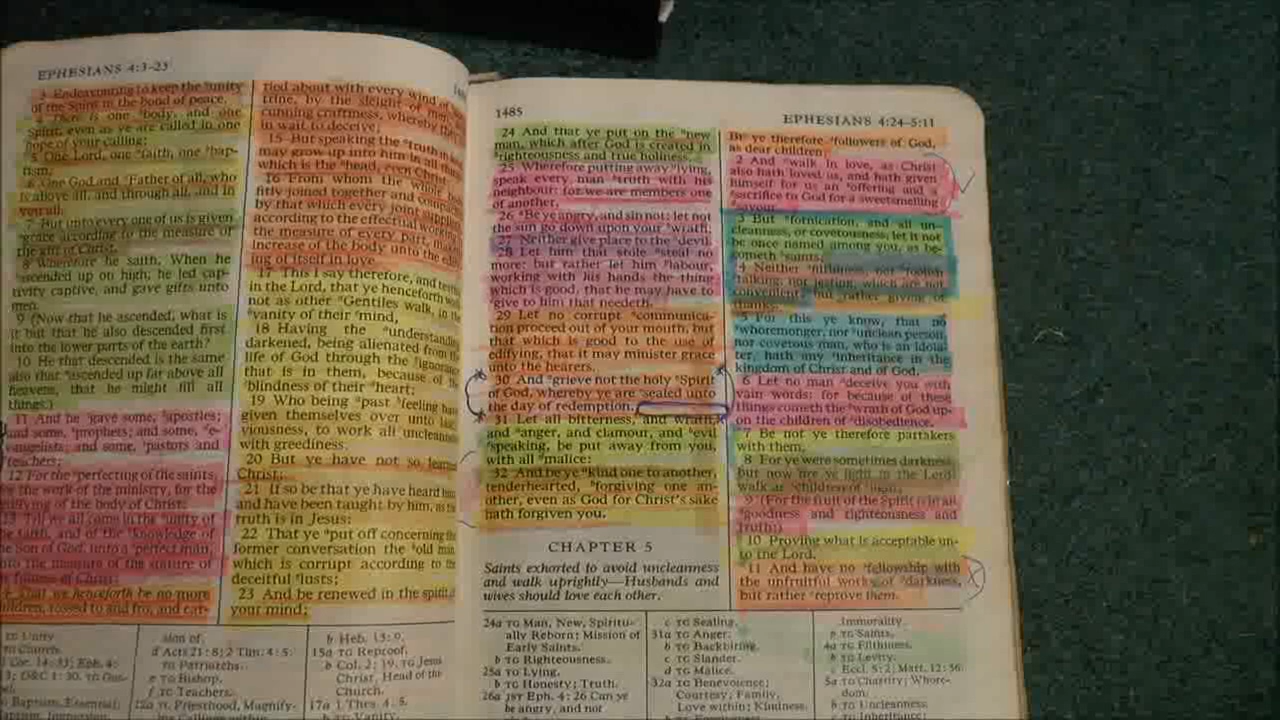 EPHESIANS 4:3-23
3 Endeavouring to keep the unity
of the Spirit in the bond of peace.
4 There is one body, and one
Spirit, even as ye are called in one
hope of your calling;
5 One Lord, one faith, one bap-
tism,
6 One God and Father of all, who
is above all, and through all, and in
you all.
7 But unto every one of us is given
grace according to the measure of
the gift of Christ.
8 Wherefore he saith, When he
ascended up on high, he led cap-
tivity captive, and gave gifts unto
men.
9 (Now that he ascended, what is
it but that he also descended first
into the lower parts of the earth?
10 He that descended is the same
also that ascended up far above all
heavens, that he might fill all
things.)
11 And he gave some, apostles;
and some, prophets; and some, e-
vangelists; and some, pastors and
teachers;
12 For the perfecting of the saints,
the work of the ministry, for the
edifying of the body of Christ:
13 Till we all come in the unity of
the faith, and of the knowledge of
the Son of God, unto a perfect man,
unto the measure of the stature of
fulness of Christ:
That we henceforth be no more
children, tossed to and fro, and car-
ried about with every wind of
trine, by the sleight of men,
cunning craftiness, whereby the
in wait to deceive;
15 But speaking the truth in
may grow up into him in all
which is the head, even Christ
16 From whom the whole
fitly joined together and compac
by that which every joint suppli
according to the effectual working
the measure of every part, mak
increase of the body unto the edi
ing of itself in love.
17 This I say therefore, and testi
in the Lord, that ye henceforth
not as other Gentiles walk, in the
vanity of their mind,
18 Having the understanding
darkened, being alienated from the
life of God through the ignorance
that is in them, because of the
blindness of their heart:
19 Who being past feeling have
given themselves over unto lasci-
viousness, to work all uncleanness
with greediness.
20 But ye have not so learned
Christ;
21 If so be that ye have heard him,
and have been taught by him, as the
truth is in Jesus:
22 That ye put off concerning the
former conversation the old man,
which is corrupt according to the
deceitful lusts;
23 And be renewed in the spirit of
your mind;
1485
EPHESIANS 4:24-5:11
24 And that ye put on the new
man, which after God is created in
righteousness and true holiness.
25 Wherefore putting away lying,
speak every man truth with his
neighbour: for we are members one
of another.
26 Be ye angry, and sin not: let not
the sun go down upon your wrath:
27 Neither give place to the devil.
28 Let him that stole steal no
more: but rather let him labour,
working with his hands the thing
which is good, that he may have to
give to him that needeth.
29 Let no corrupt communica-
tion proceed out of your mouth, but
that which is good to the use of
edifying, that it may minister grace
unto the hearers.
30 And grieve not the holy Spirit
of God, whereby ye are sealed unto
the day of redemption.
31 Let all bitterness, and wrath,
and anger, and clamour, and evil
speaking, be put away from you,
with all malice:
32 And be ye kind one to another,
tenderhearted, forgiving one an-
other, even as God for Christ's sake
hath forgiven you.
CHAPTER 5
Saints exhorted to avoid uncleanness
and walk uprightly—Husbands and
wives should love each other.
BE ye therefore followers of God,
as dear children;
2 And walk in love, as Christ
also hath loved us, and hath given
himself for us an offering and a
sacrifice to God for a sweetsmelling
savour.
3 But fornication, and all un-
cleanness, or covetousness, let it not
be once named among you, as be-
cometh saints;
4 Neither filthiness, nor foolish
talking, nor jesting, which are not
convenient: but rather giving of
thanks.
5 For this ye know, that no
whoremonger, nor unclean person,
nor covetous man, who is an idola-
ter, hath any inheritance in the
kingdom of Christ and of God.
6 Let no man deceive you with
vain words: for because of these
things cometh the wrath of God up-
on the children of disobedience.
7 Be not ye therefore partakers
with them.
8 For ye were sometimes darkness,
but now are ye light in the Lord:
walk as children of light:
9 (For the fruit of the Spirit is in all
goodness and righteousness and
truth;)
10 Proving what is acceptable un-
to the Lord.
11 And have no fellowship with
the unfruitful works of darkness,
but rather reprove them.
TG Unity
TG Church.
Cor. 14:33; Eph. 4:
3; D&C 1:30. TG Gos-
pel.
Baptism, Essential;
sion of.
d Acts 21:8; 2 Tim. 4:5.
TG Patriarchs.
e TG Bishop.
f TG Teachers.
12a TG Priesthood, Magnify-
b Heb. 13:9.
15a TG Reproof.
b Col. 2:19. TG Jesus
Christ, Head of the
Church.
17a 1 Thes. 4:5.
b TG Vanity.
24a TG Man, New, Spiritu-
ally Reborn; Mission of
Early Saints.
b TG Righteousness.
25a TG Lying.
b TG Honesty; Truth.
26a JST Eph. 4:26 Can ye
be angry, and not
c TG Sealing.
31a TG Anger.
b TG Backbiting.
c TG Slander.
d TG Malice.
32a TG Benevolence;
Courtesy; Family,
Love within; Kindness.
Immorality.
b TG Saints.
4a TG Filthiness.
b TG Levity.
c Eccl. 5:2; Matt. 12:36.
5a TG Chastity; Whore-
dom.
b TG Uncleanness.
c TG Inheritance;